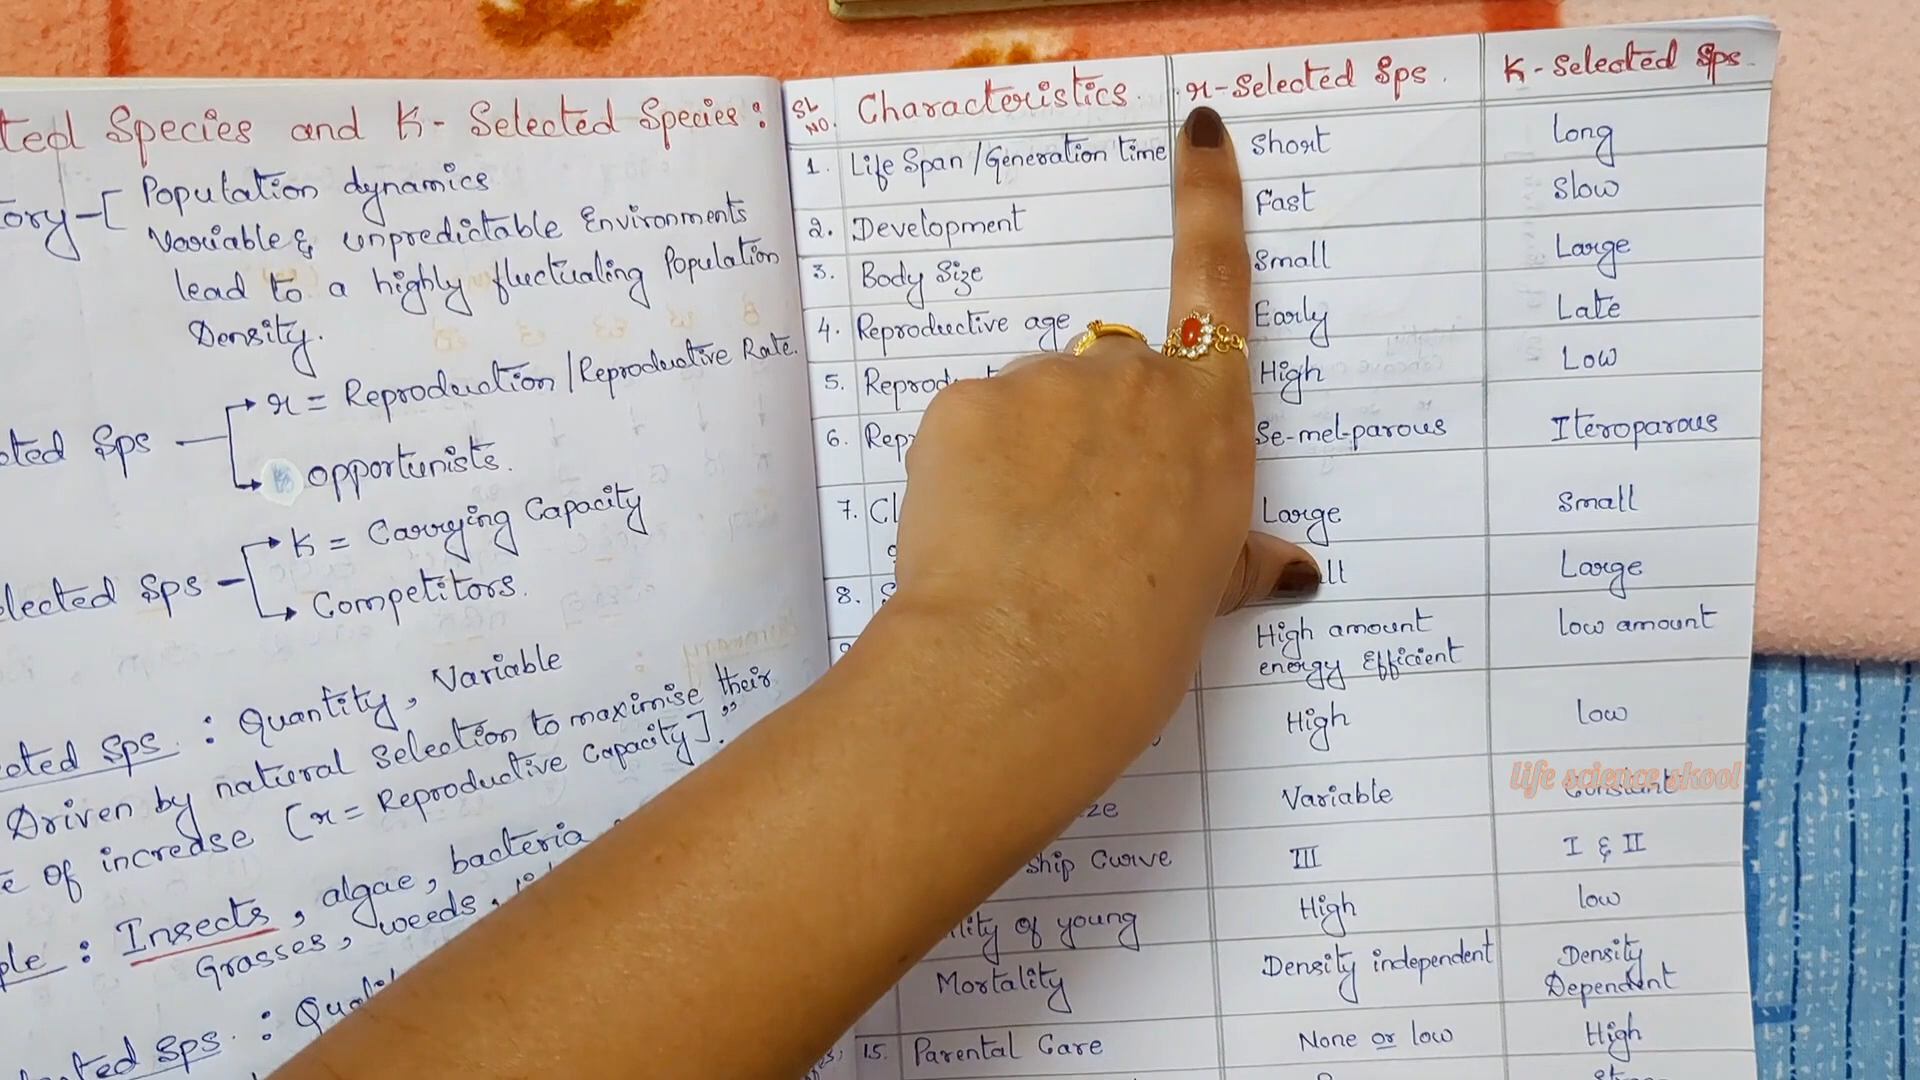 ted Species and K- Selected Species:
ory-[ Population dynamics
Variable & unpredictable Environments
lead to a highly fluctuating Population
Density.
r = Reproduction / Reproductive Rate.
cted Sps
opportunists.
K = Carrying Capacity
lected Sps
Competitors.
cted Sps. : Quantity, Variable
Driven by natural selection to maximise their
e of increase [r = Reproductive Capacity]."
ple : Insects, algae, bacteria
Grasses, weeds,
cted Sps. :
SL NO. Characteristics r-Selected Sps. K-Selected Sps.
1. Life Span / Generation time Short Long
2. Development Fast Slow
3. Body Size Small Large
4. Reproductive age Early Late
5. High Low
6. Se-mel-parous Iteroparous
7. Large Small
8. Large
High amount low amount
energy Efficient
High low
Variable Constant
ship Curve III I & II
of young High low
Mortality Density independent Density
Dependent
15. Parental Care None or low High
life science skool